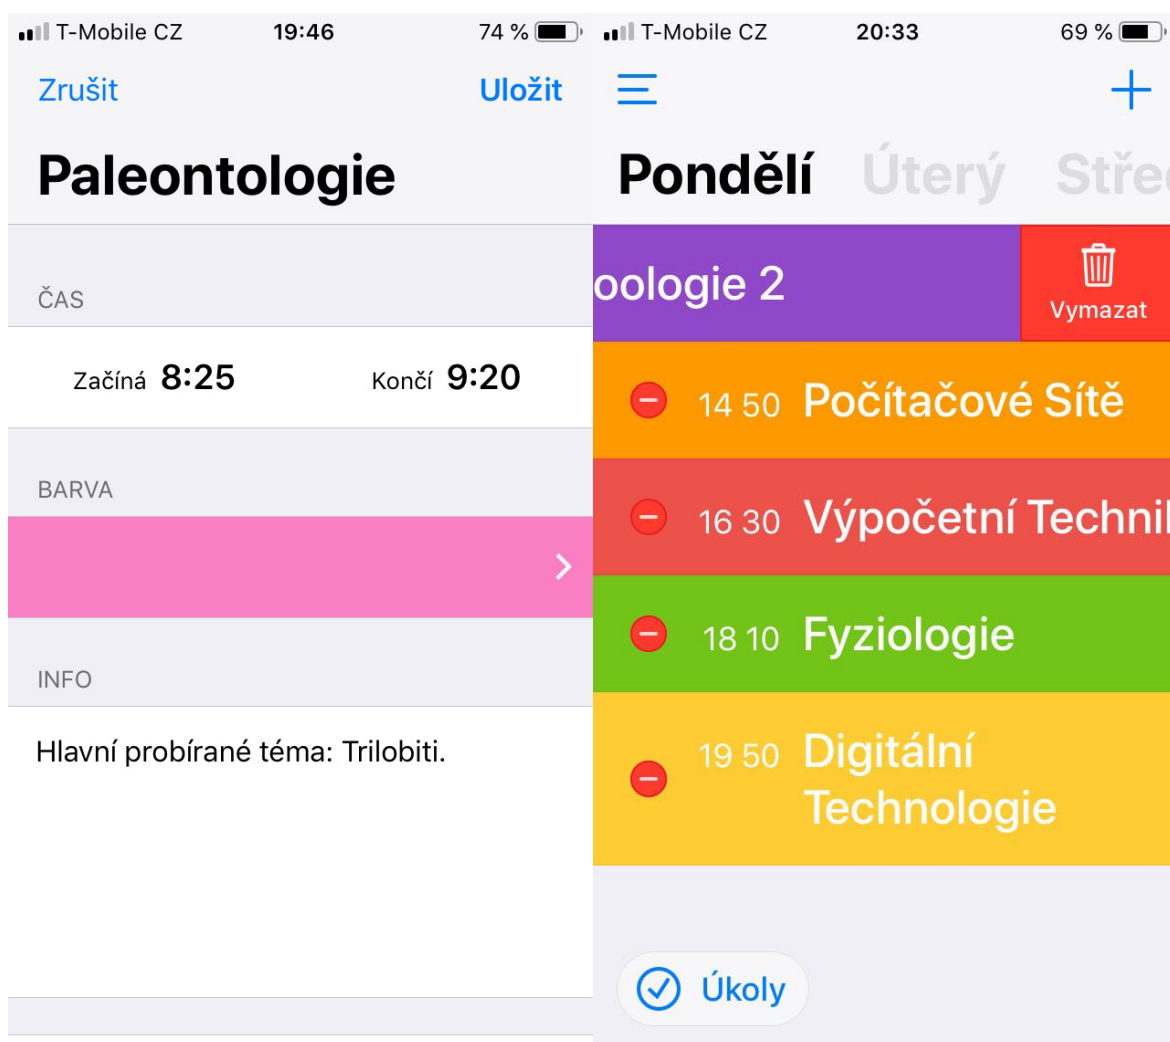 T-Mobile CZ 19:46 74 %
Zrušit Uložit
Paleontologie
ČAS
Začíná 8:25 Končí 9:20
BARVA
INFO
Hlavní probírané téma: Trilobiti.
T-Mobile CZ 20:33 69 %
Pondělí Úterý Stře
oologie 2
Vymazat
14 50 Počítačové Sítě
16 30 Výpočetní Techni
18 10 Fyziologie
19 50 Digitální
Technologie
Úkoly